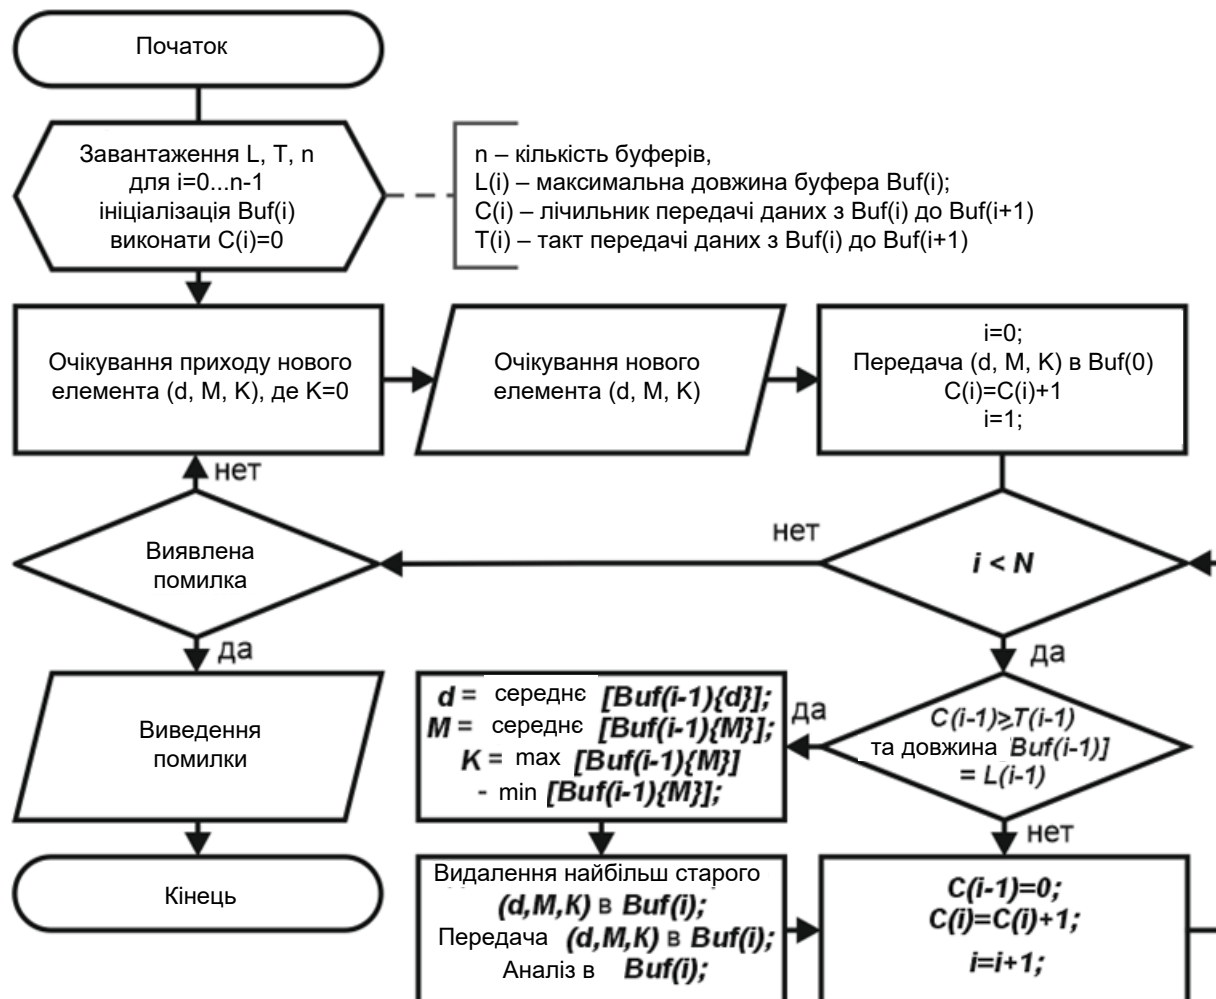 Початок
Завантаження L, T, n
для i=0...n-1
ініціалізація Buf(i)
виконати C(i)=0
n – кількість буферів,
L(i) – максимальна довжина буфера Buf(i);
C(i) – лічильник передачі даних з Buf(i) до Buf(i+1)
T(i) – такт передачі даних з Buf(i) до Buf(i+1)
Очікування приходу нового
елемента (d, M, K), де K=0
Очікування нового
елемента (d, M, K)
i=0;
Передача (d, M, K) в Buf(0)
C(i)=C(i)+1
i=1;
нет
Виявлена
помилка
нет
i < N
да
да
Виведення
помилки
d = середнє [Buf(i-1){d}];
M = середнє [Buf(i-1){M}];
K = max [Buf(i-1){M}]
- min [Buf(i-1){M}];
да
C(i-1)≥T(i-1)
та довжина Buf(i-1)]
= L(i-1)
нет
Кінець
Видалення найбільш старого
(d,M,K) в Buf(i);
Передача (d,M,K) в Buf(i);
Аналіз в Buf(i);
C(i-1)=0;
C(i)=C(i)+1;
i=i+1;